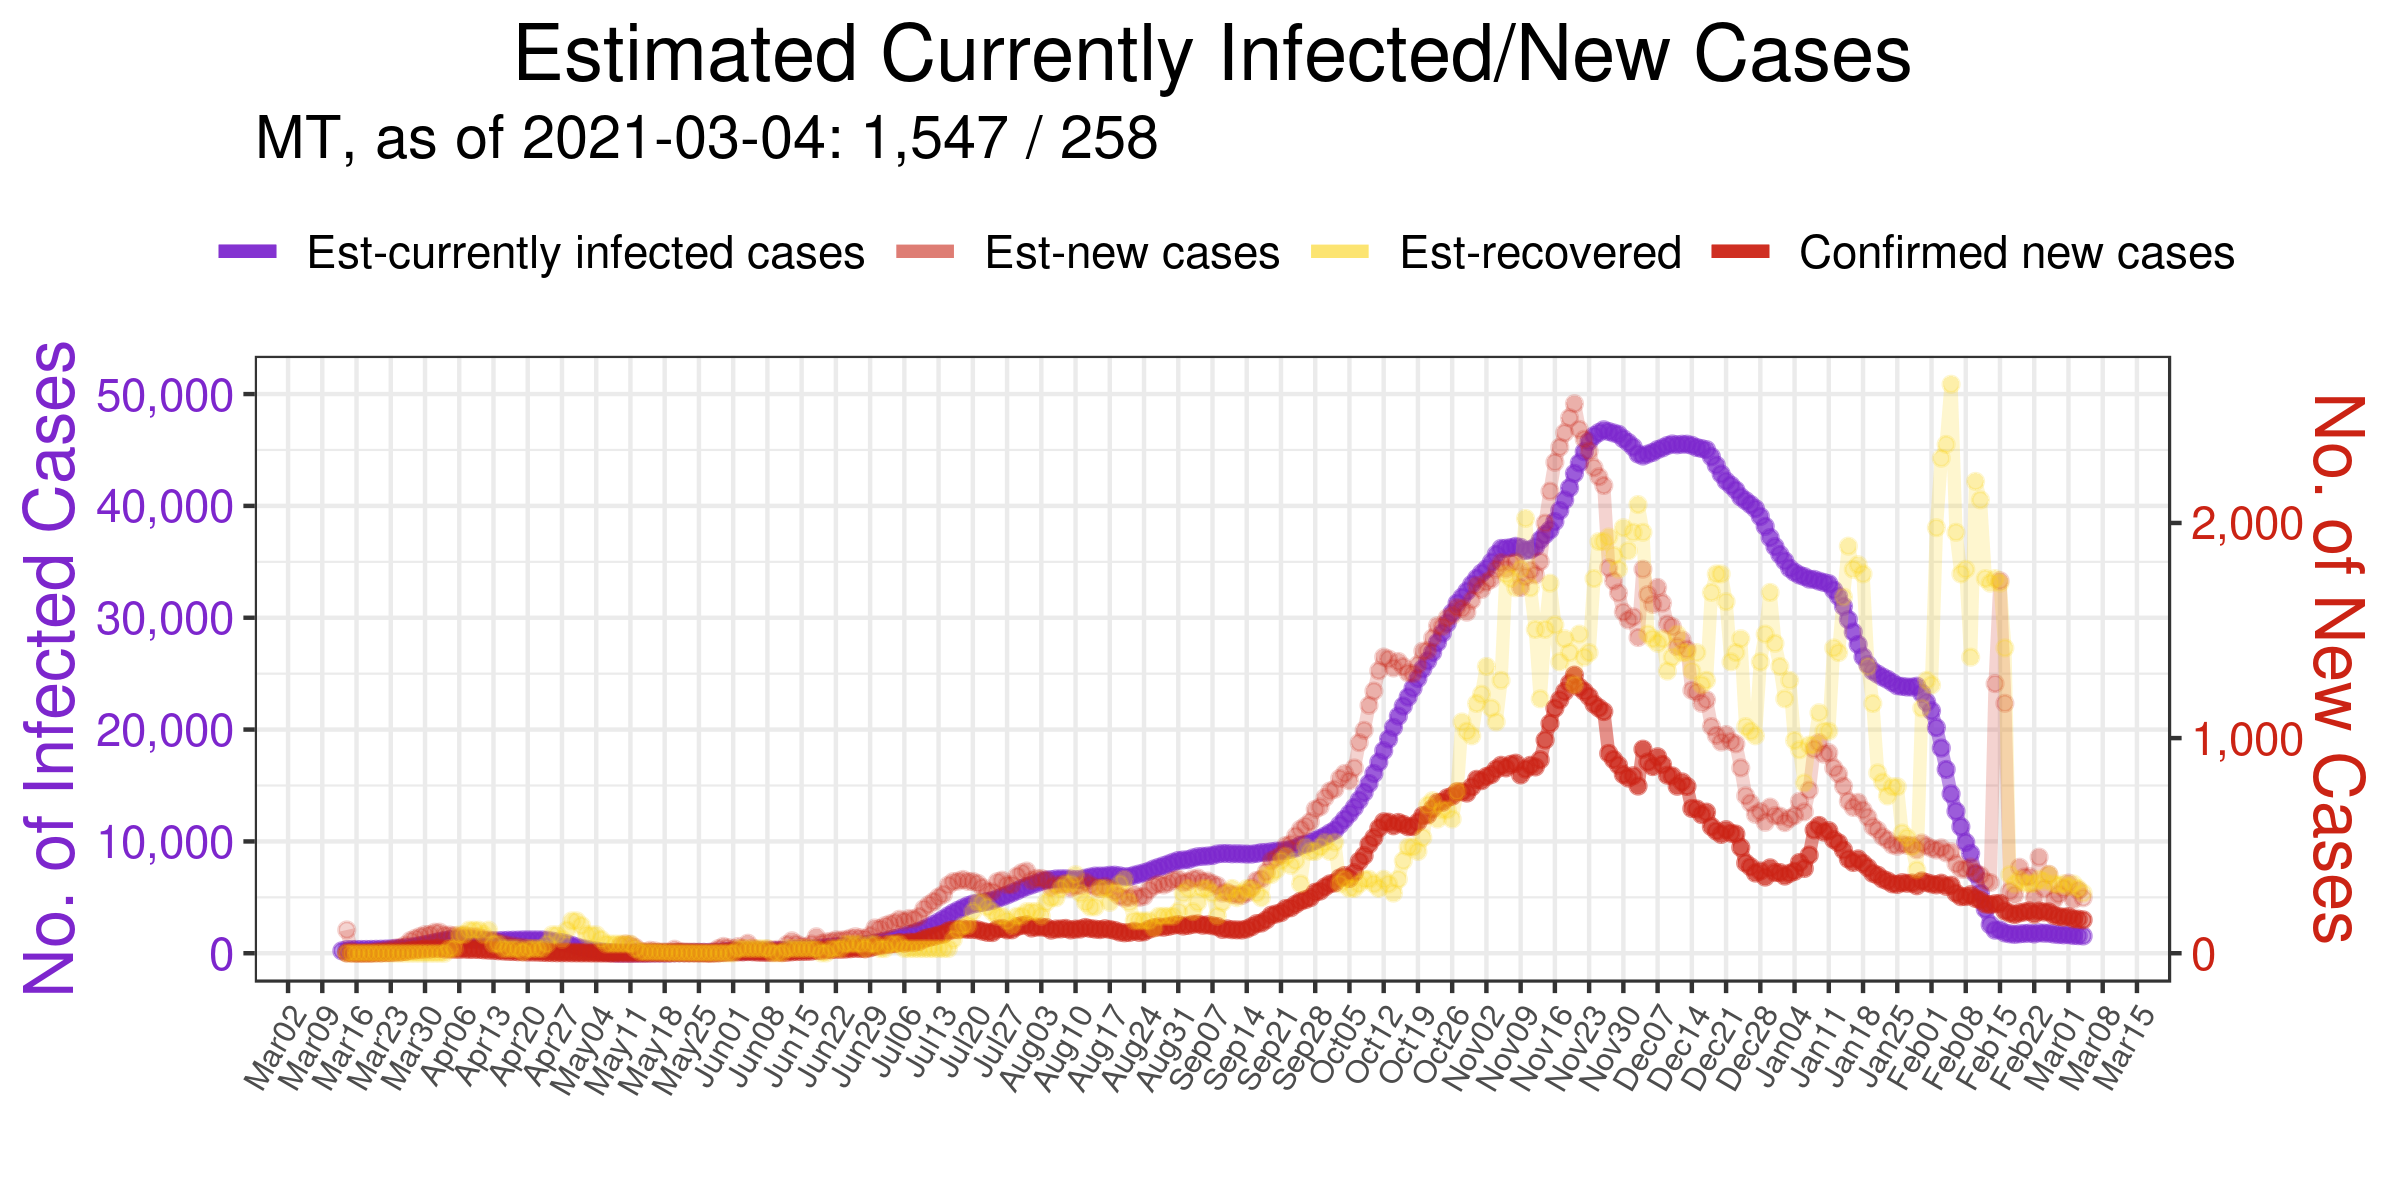 Estimated Currently Infected/New Cases
MT, as of 2021-03-04: 1,547 / 258
Est-currently infected cases
Est-new cases
Est-recovered
Confirmed new cases
No. of Infected Cases
50,000
40,000
30,000
20,000
10,000
0
No. of New Cases
2,000
1,000
0
Mar02
Mar09
Mar16
Mar23
Mar30
Apr06
Apr13
Apr20
Apr27
May04
May11
May18
May25
Jun01
Jun08
Jun15
Jun22
Jun29
Jul06
Jul13
Jul20
Jul27
Aug03
Aug10
Aug17
Aug24
Aug31
Sep07
Sep14
Sep21
Sep28
Oct05
Oct12
Oct19
Oct26
Nov02
Nov09
Nov16
Nov23
Nov30
Dec07
Dec14
Dec21
Dec28
Jan04
Jan11
Jan18
Jan25
Feb01
Feb08
Feb15
Feb22
Mar01
Mar08
Mar15